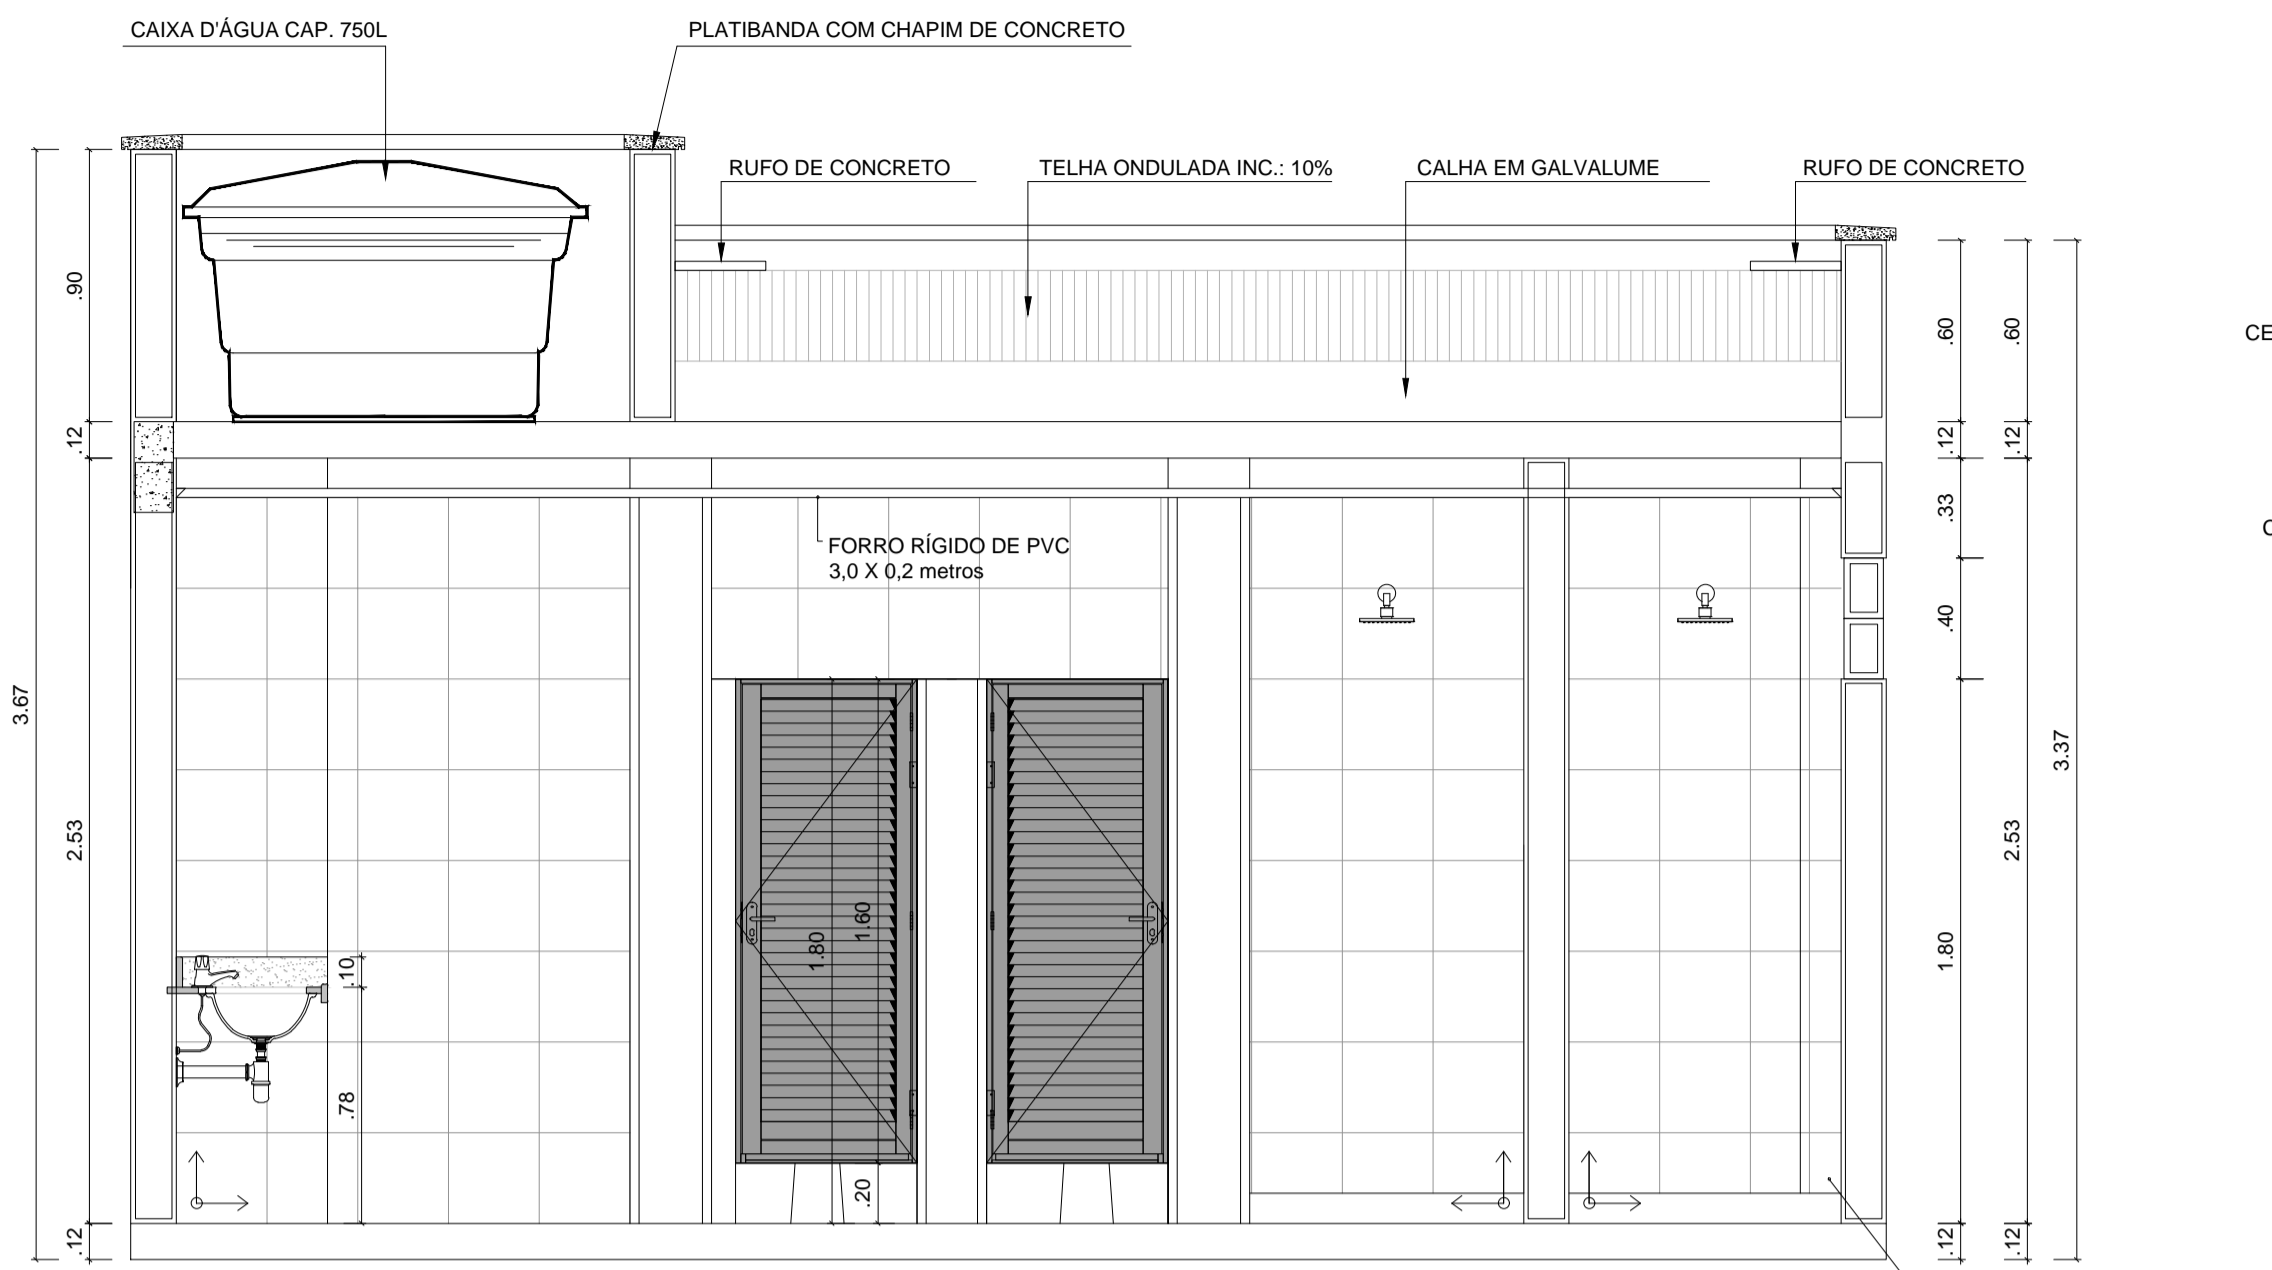 CAIXA D'ÁGUA CAP. 750L
PLATIBANDA COM CHAPIM DE CONCRETO
RUFO DE CONCRETO
TELHA ONDULADA INC.: 10%
CALHA EM GALVALUME
RUFO DE CONCRETO
CE
C
FORRO RÍGIDO DE PVC
3,0 X 0,2 metros
3.67
.90
.12
2.53
.12
.10
.78
1.80
1.60
.20
.60
.12
.33
.40
1.80
.12
.60
.12
2.53
.12
3.37